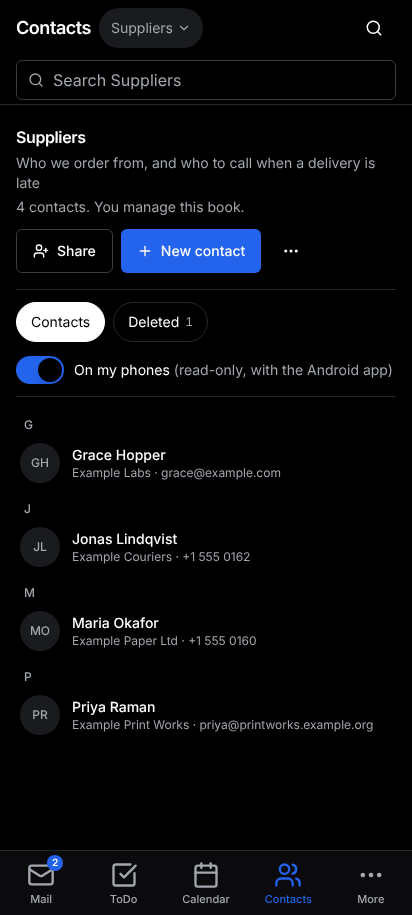 Contacts Suppliers
Search Suppliers
Suppliers
Who we order from, and who to call when a delivery is
late
4 contacts. You manage this book.
Share
New contact
Contacts
Deleted 1
On my phones (read-only, with the Android app)
G
GH
Grace Hopper
Example Labs · grace@example.com
J
JL
Jonas Lindqvist
Example Couriers · +1 555 0162
M
MO
Maria Okafor
Example Paper Ltd · +1 555 0160
P
PR
Priya Raman
Example Print Works · priya@printworks.example.org
2
Mail
ToDo
Calendar
Contacts
More